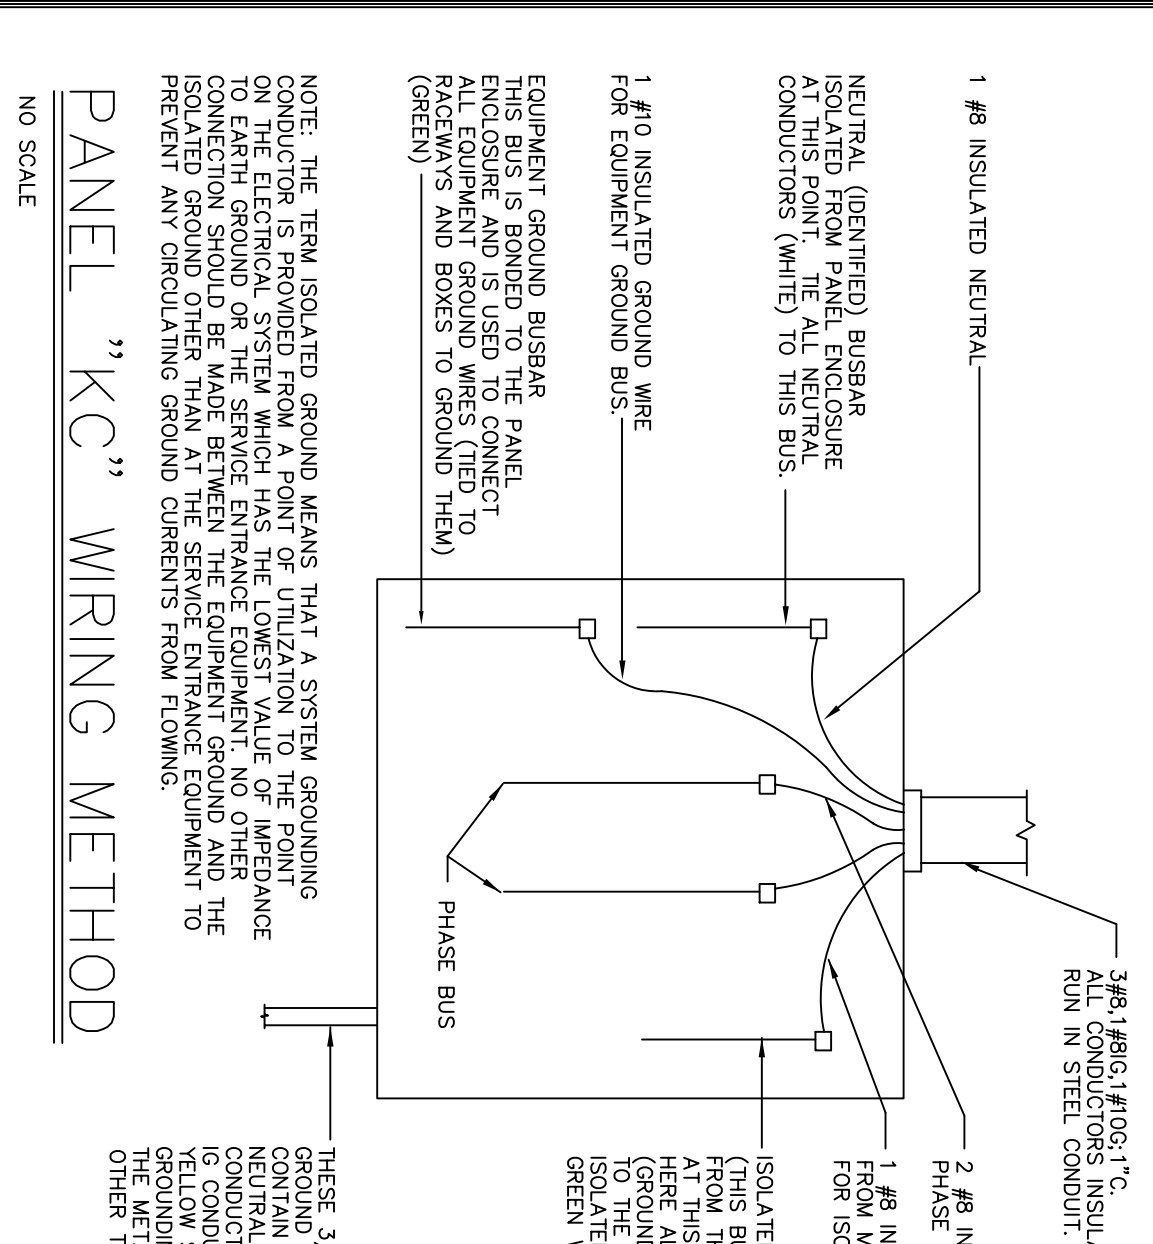 3#8,1#8IG,1#10G;1"C.
ALL CONDUCTORS
RUN IN STEEL CONDUIT.
1 #8 INSULATED NEUTRAL
2 #8
PHASE
NEUTRAL (IDENTIFIED) BUSBAR
ISOLATED FROM PANEL ENCLOSURE
AT THIS POINT. TIE ALL NEUTRAL
CONDUCTORS (WHITE) TO THIS BUS.
1 #8
FROM
FOR
1 #10 INSULATED GROUND WIRE
FOR EQUIPMENT GROUND BUS.
(THIS
FROM
AT THIS
HERE
TO THE
GREEN
EQUIPMENT GROUND BUSBAR
THIS BUS IS BONDED TO THE PANEL
ENCLOSURE AND IS USED TO CONNECT
ALL EQUIPMENT GROUND WIRES (TIED TO
RACEWAYS AND BOXES TO GROUND THEM)
(GREEN)
PHASE BUS
THESE
GROUND
CONTAIN
NEUTRAL
IG
YELLOW
THE
OTHER
NOTE: THE TERM ISOLATED GROUND MEANS THAT A SYSTEM GROUNDING
CONDUCTOR IS PROVIDED FROM A POINT OF UTILIZATION TO THE POINT
ON THE ELECTRICAL SYSTEM WHICH HAS THE LOWEST VALUE OF IMPEDANCE
TO EARTH GROUND OR THE SERVICE ENTRANCE EQUIPMENT. NO OTHER
CONNECTION SHOULD BE MADE BETWEEN THE EQUIPMENT GROUND AND THE
ISOLATED GROUND OTHER THAN AT THE SERVICE ENTRANCE EQUIPMENT TO
PREVENT ANY CIRCULATING GROUND CURRENTS FROM FLOWING.
PANEL "KC" WIRING METHOD
NO SCALE